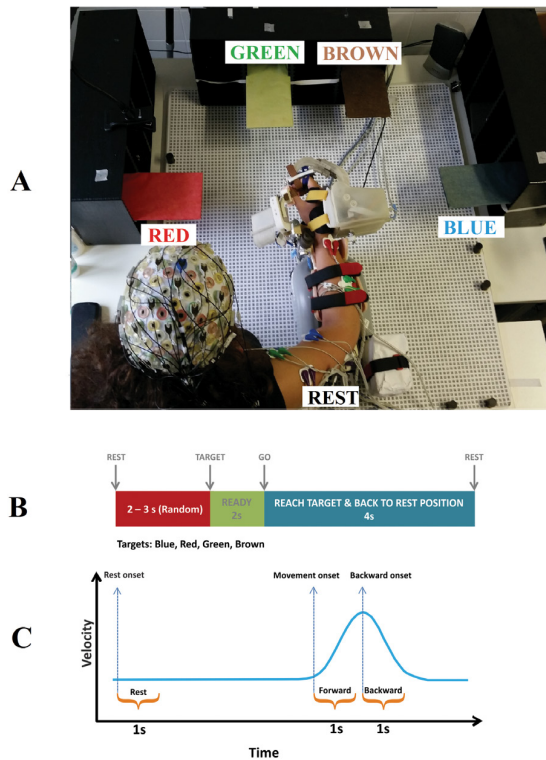 A
GREEN BROWN
RED
BLUE
REST
B
REST TARGET GO REST
2 – 3 s (Random)
READY
2s
REACH TARGET & BACK TO REST POSITION
4s
Targets: Blue, Red, Green, Brown
C
Rest onset Movement onset Backward onset
Velocity
Rest Forward Backward
1s 1s 1s
Time